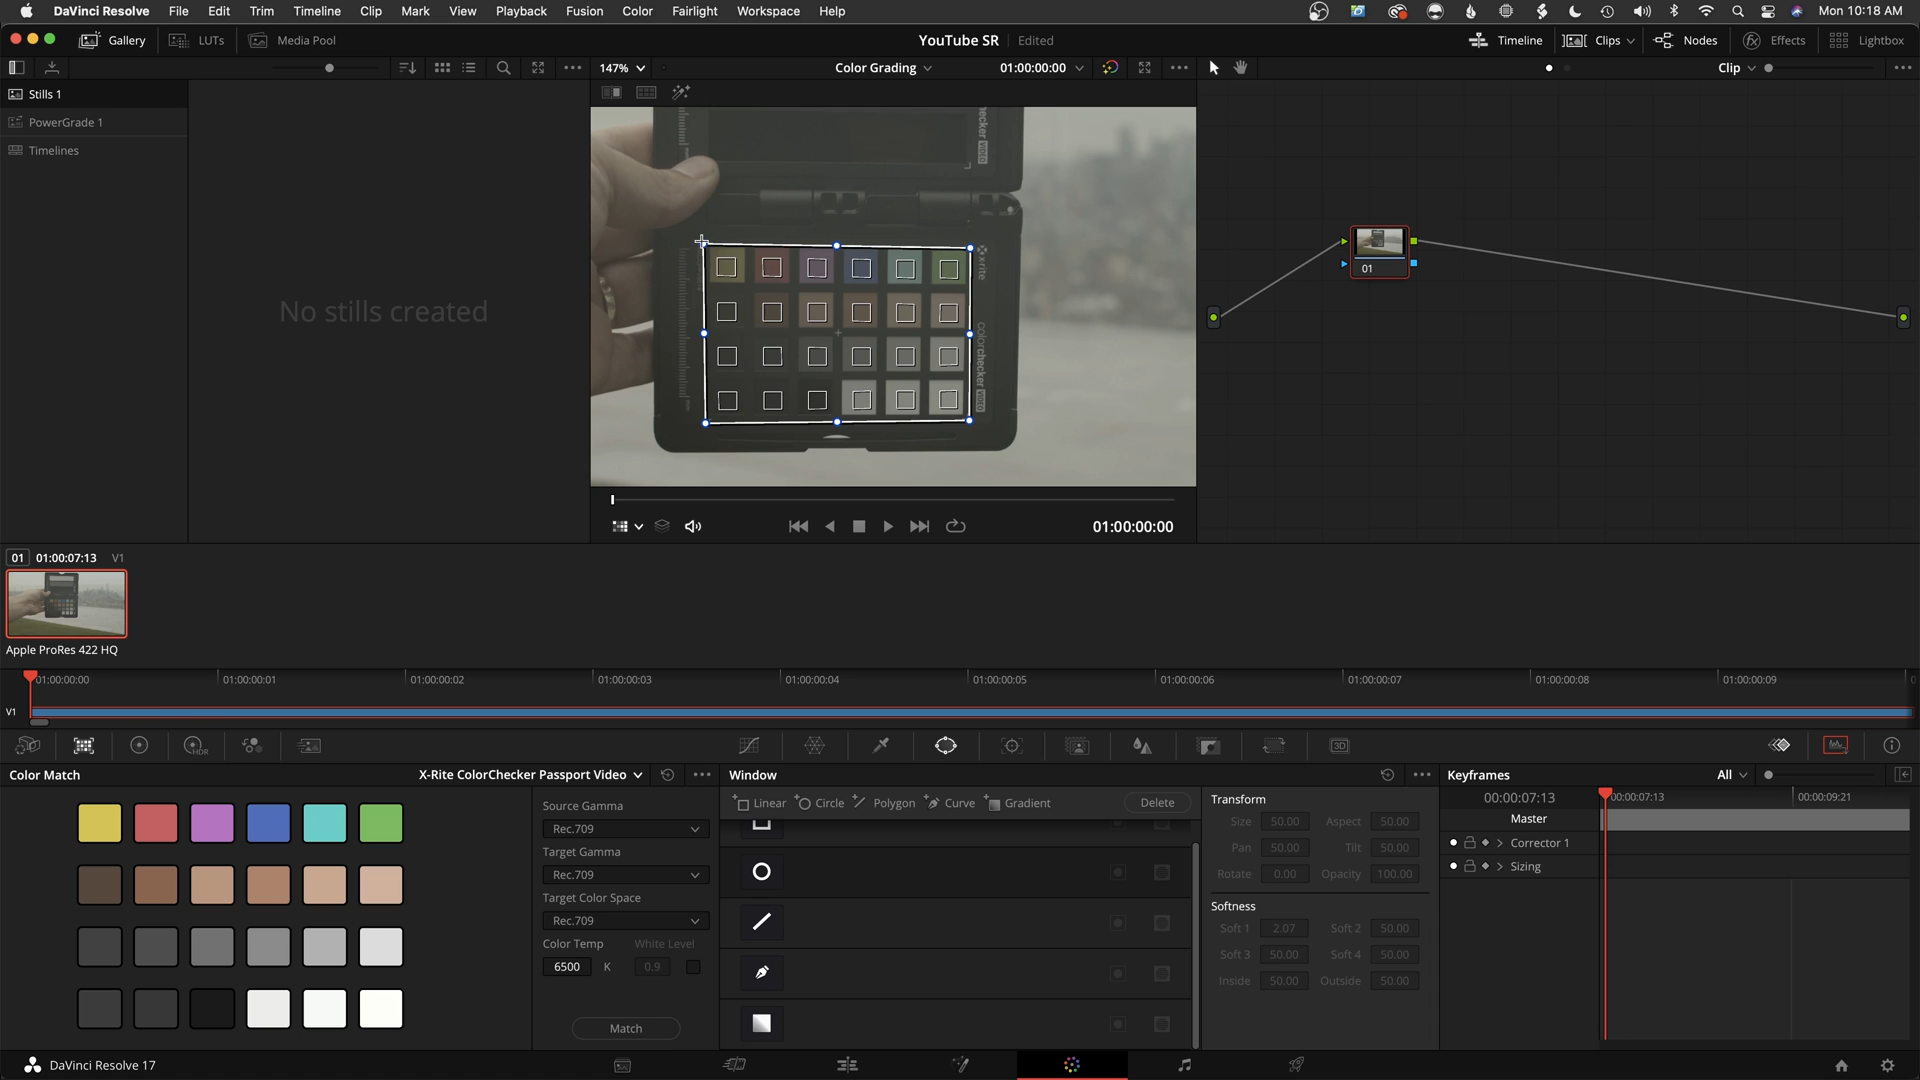 DaVinci Resolve File Edit Trim Timeline Clip Mark View Playback Fusion Color Fairlight Workspace Help Mon 10:18 AM
Gallery LUTs Media Pool YouTube SR Edited Timeline Clips Nodes Effects Lightbox
147% Color Grading 01:00:00:00 Clip
Stills 1
PowerGrade 1
Timelines
No stills created
checker VIDEO
x-rite
colorchecker VIDEO
01
01:00:00:00
01 01:00:07:13 V1
Apple ProRes 422 HQ
01:00:00:00 01:00:00:01 01:00:00:02 01:00:00:03 01:00:00:04 01:00:00:05 01:00:00:06 01:00:00:07 01:00:00:08 01:00:00:09
V1
HDR 3D
Color Match X-Rite ColorChecker Passport Video Window Keyframes All
Source Gamma
Rec.709
Target Gamma
Rec.709
Target Color Space
Rec.709
Color Temp White Level
6500 K 0.9
Match
Linear Circle Polygon Curve Gradient Delete
Transform
Size 50.00 Aspect 50.00
Pan 50.00 Tilt 50.00
Rotate 0.00 Opacity 100.00
Softness
Soft 1 2.07 Soft 2 50.00
Soft 3 50.00 Soft 4 50.00
Inside 50.00 Outside 50.00
00:00:07:13 00:00:07:13 00:00:09:21
Master
Corrector 1
Sizing
DaVinci Resolve 17